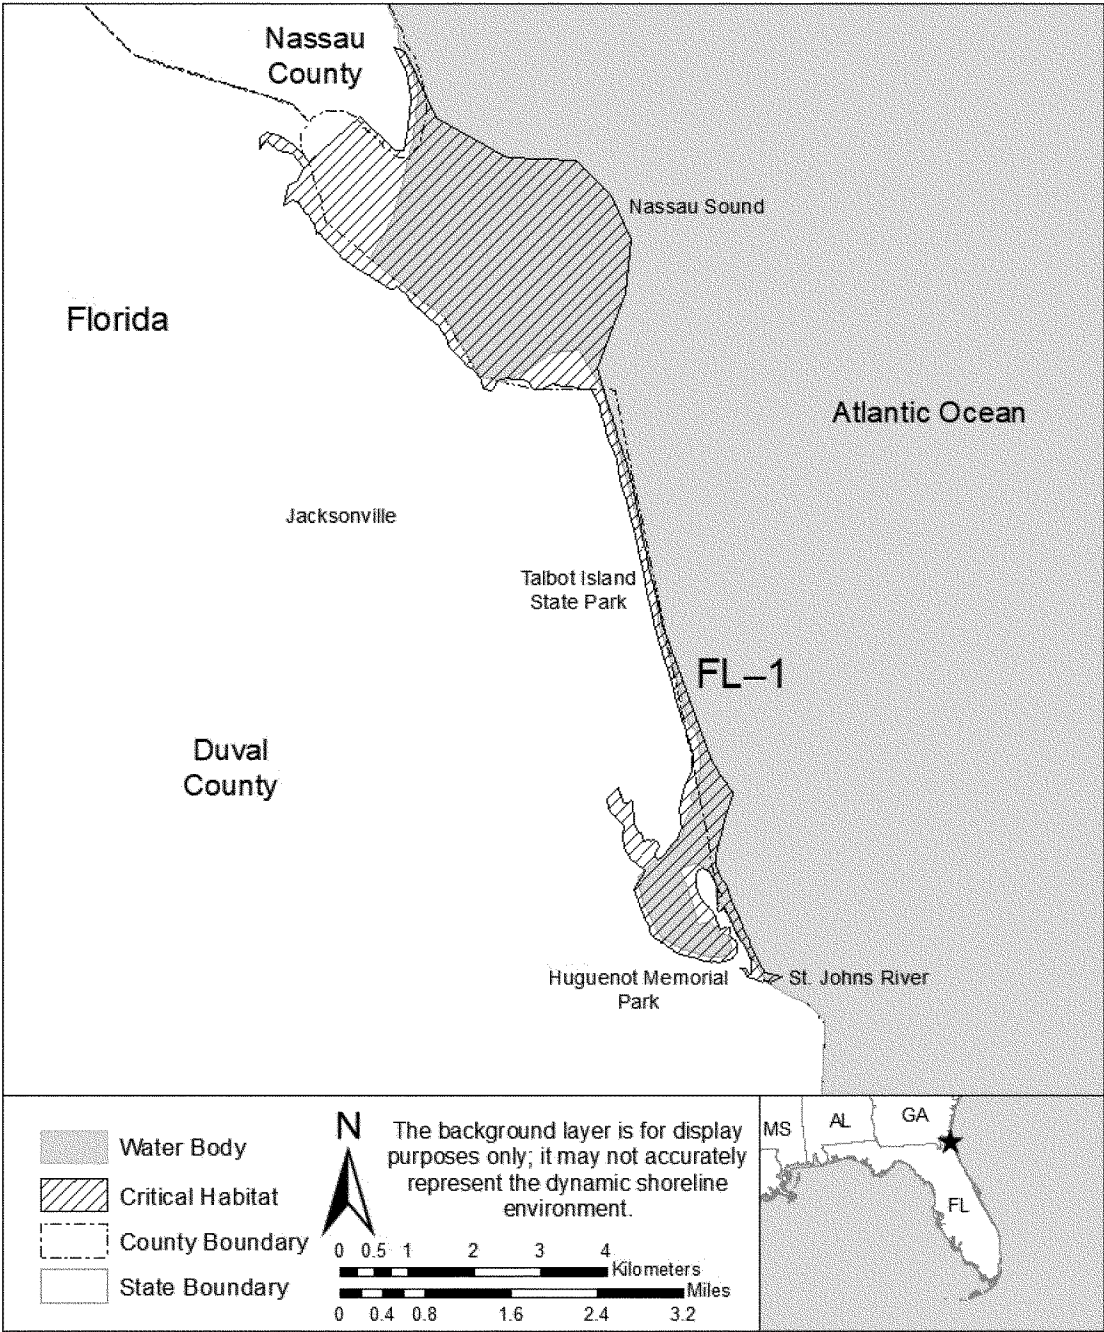 Nassau
County
Nassau Sound
Florida
Atlantic Ocean
Jacksonville
Talbot Island
State Park
FL–1
Duval
County
Huguenot Memorial
Park
St. Johns River
Water Body
Critical Habitat
County Boundary
State Boundary
N
The background layer is for display
purposes only; it may not accurately
represent the dynamic shoreline
environment.
0 0.5 1 2 3 4
Kilometers
Miles
0 0.4 0.8 1.6 2.4 3.2
MS
AL
GA
FL